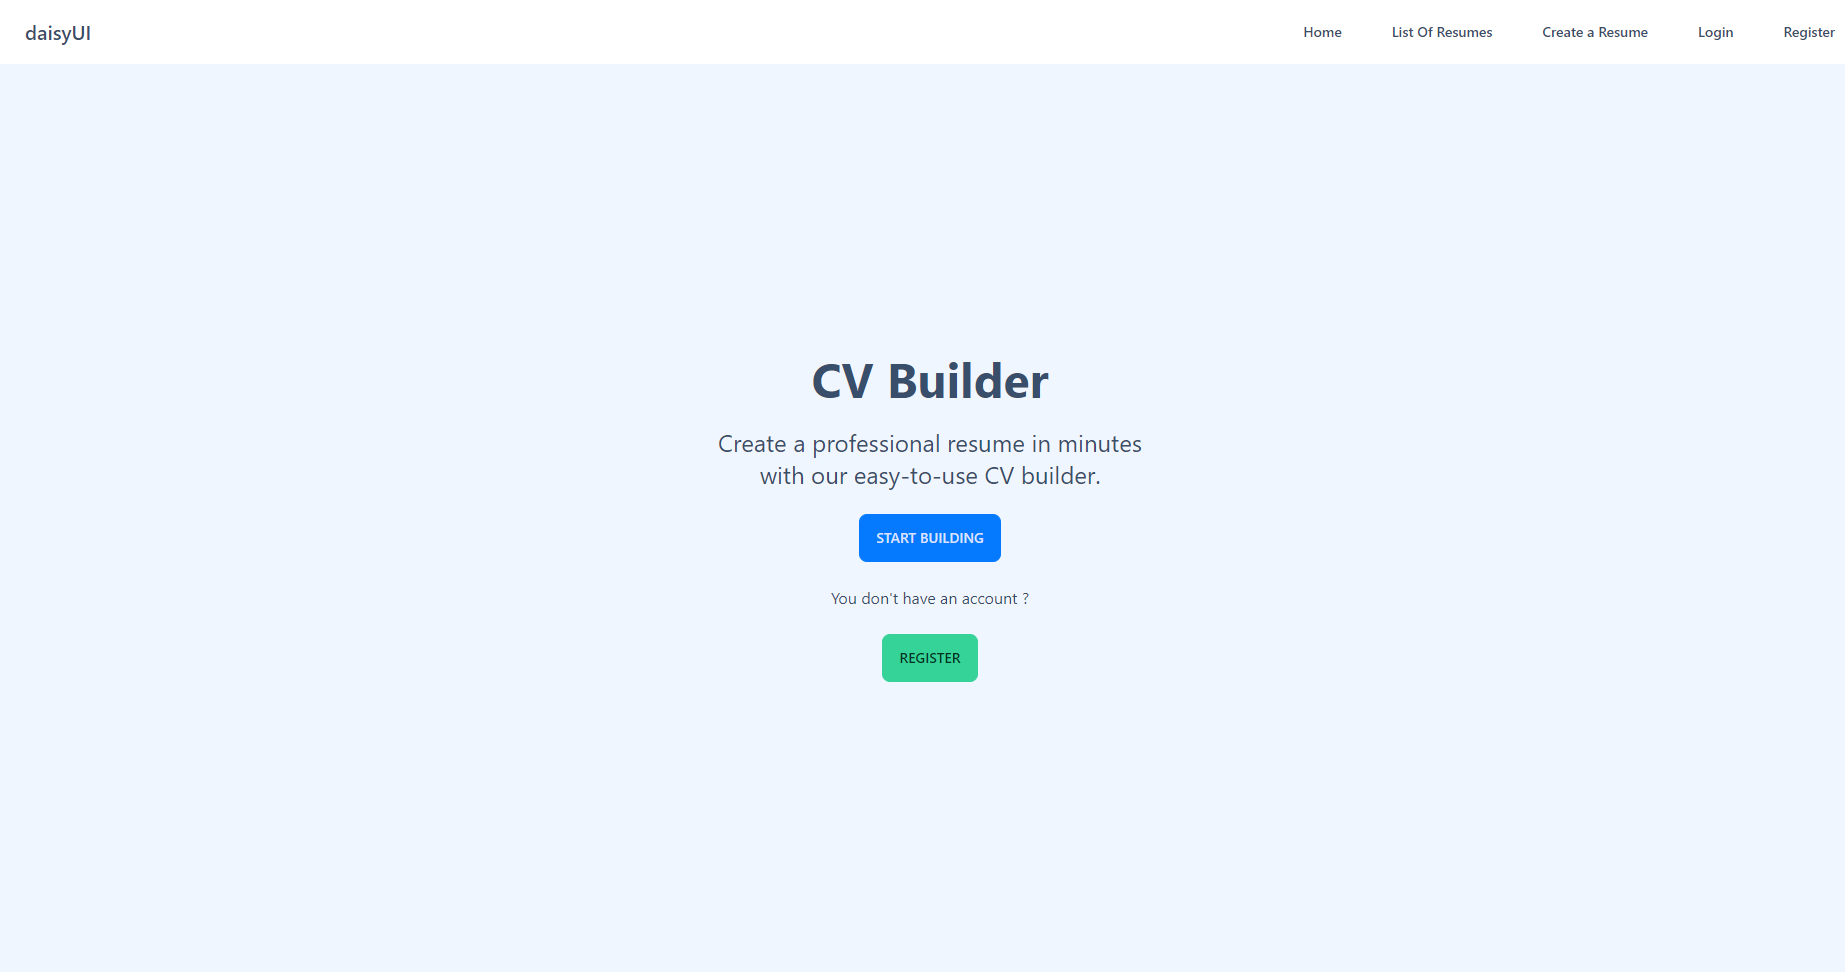 daisyUI
Home
List Of Resumes
Create a Resume
Login
Register
CV Builder
Create a professional resume in minutes
with our easy-to-use CV builder.
START BUILDING
You don't have an account ?
REGISTER